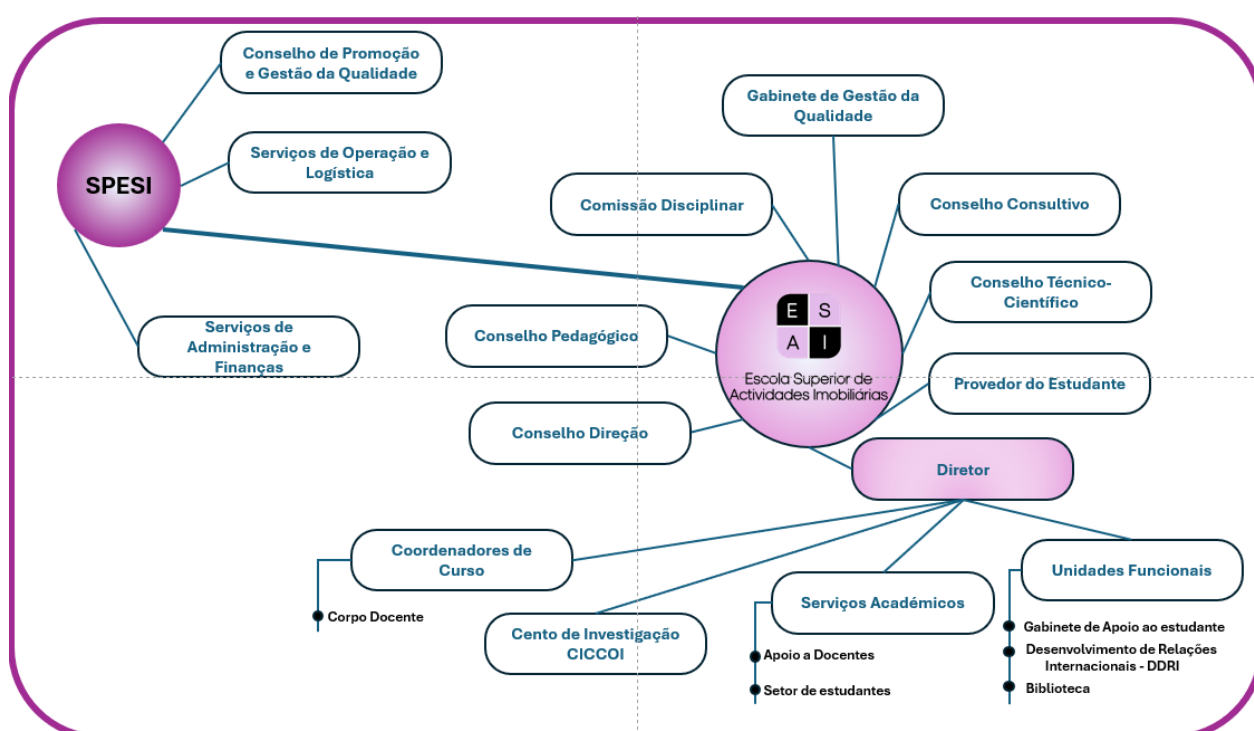 Conselho de Promoção
e Gestão da Qualidade
Gabinete de Gestão da
Qualidade
Serviços de Operação e
Logística
SPESI
Comissão Disciplinar
Conselho Consultivo
Conselho Técnico-
Científico
E S
A I
Escola Superior de
Actividades Imobiliárias
Serviços de
Administração e
Finanças
Conselho Pedagógico
Provedor do Estudante
Conselho Direção
Diretor
Coordenadores de
Curso
Corpo Docente
Cento de Investigação
CICCOI
Serviços Académicos
Apoio a Docentes
Setor de estudantes
Unidades Funcionais
Gabinete de Apoio ao estudante
Desenvolvimento de Relações
Internacionais - DDRI
Biblioteca